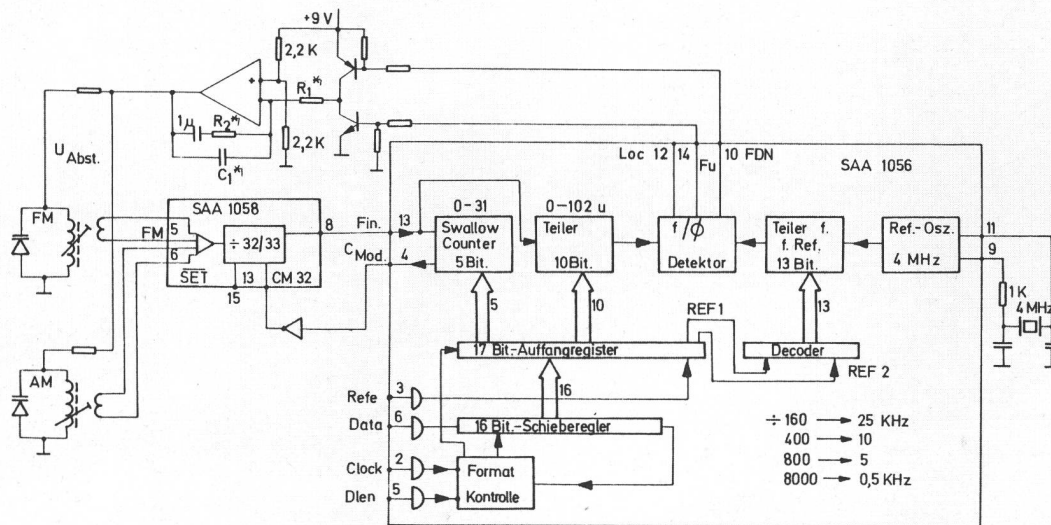 +9 V
2,2 K
R₁*⁾
1 µ
R₂*⁾
2,2 K
C₁*⁾
U Abst.
Loc 12
14
Fu
10 FDN
SAA 1056
FM
SAA 1058
5
FM
6
÷ 32/33
8
SET
13
CM 32
15
Fin.
13
C Mod.
4
0-31
Swallow
Counter
5 Bit.
0-102 u
Teiler
10 Bit.
f/Ø
Detektor
Teiler f.
f. Ref.
13 Bit.
Ref.-Osz.
4 MHz
11
9
1 K
4 MHz
5
10
13
REF 1
17 Bit.-Auffangregister
Decoder
REF 2
AM
16
Refe
3
Data
6
16 Bit.-Schieberegler
Clock
2
Dlen
5
Format
Kontrolle
÷ 160 → 25 KHz
400 → 10
800 → 5
8000 → 0,5 KHz